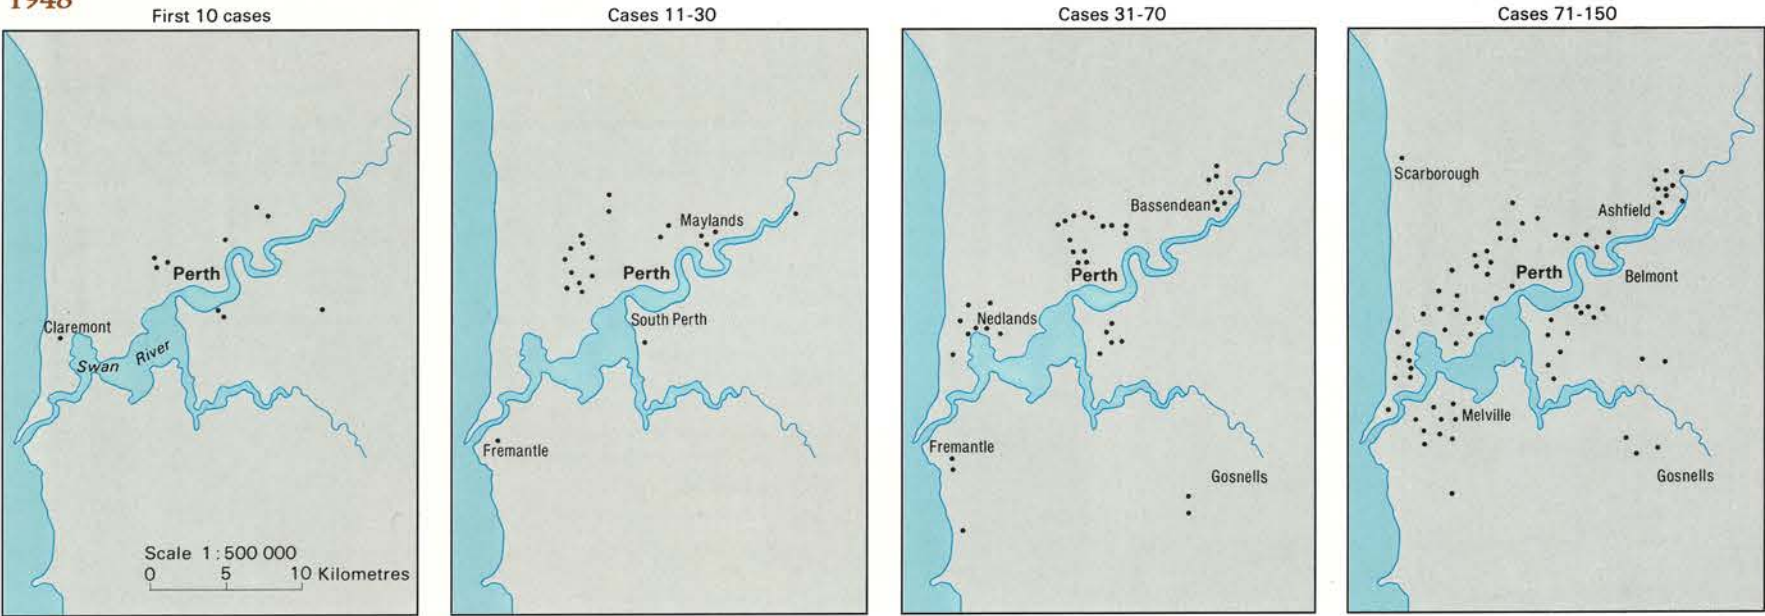 1948
First 10 cases
Cases 11-30
Cases 31-70
Cases 71-150
Perth
Claremont
Swan River
Scale 1 : 500 000
0 5 10 Kilometres
Maylands
Perth
South Perth
Fremantle
Bassendean
Perth
Nedlands
Fremantle
Gosnells
Scarborough
Ashfield
Perth
Belmont
Melville
Gosnells